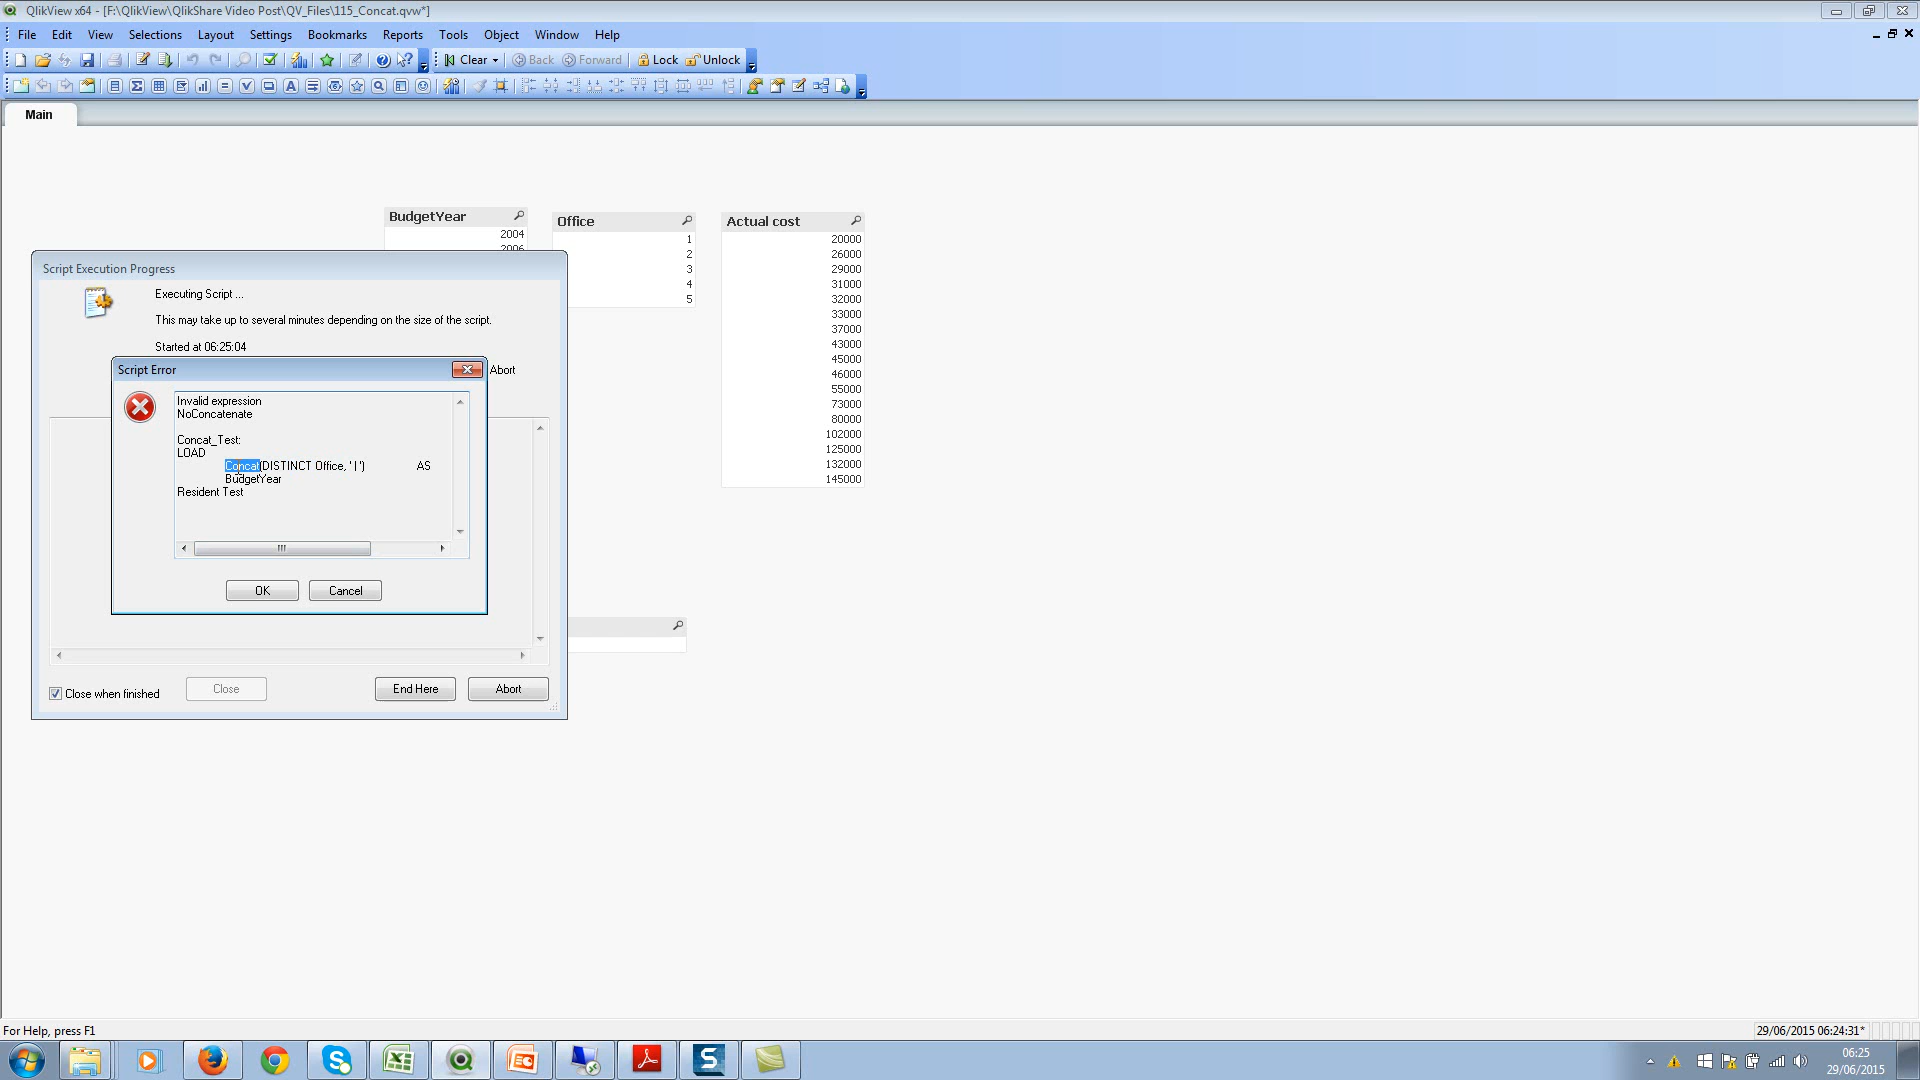 QlikView x64 - [F:\QlikView\QlikShare Video Post\QV_Files\115_Concat.qvw*]
File Edit View Selections Layout Settings Bookmarks Reports Tools Object Window Help
Clear Back Forward Lock Unlock
Main
BudgetYear
2004
2006
Office
1
2
3
4
5
Actual cost
20000
26000
29000
31000
32000
33000
37000
43000
45000
46000
55000
73000
80000
102000
125000
132000
145000
Script Execution Progress
Executing Script ...
This may take up to several minutes depending on the size of the script.
Started at 06:25:04
Abort
Script Error
Invalid expression
NoConcatenate
Concat_Test:
LOAD
Concat(DISTINCT Office, '|') AS
BudgetYear
Resident Test
OK Cancel
Close when finished Close End Here Abort
For Help, press F1
29/06/2015 06:24:31*
06:25
29/06/2015